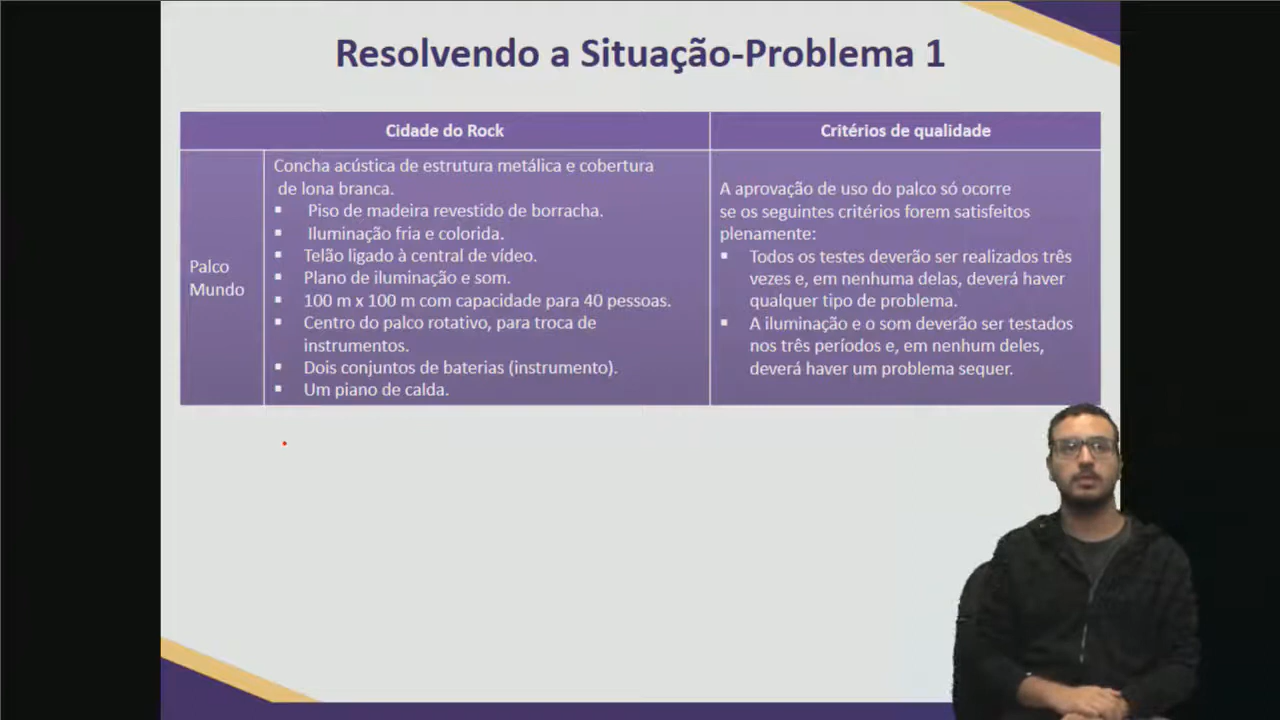 Resolvendo a Situação-Problema 1
Cidade do Rock
Critérios de qualidade
Palco
Mundo
Concha acústica de estrutura metálica e cobertura
de lona branca.
▪ Piso de madeira revestido de borracha.
▪ Iluminação fria e colorida.
▪ Telão ligado à central de vídeo.
▪ Plano de iluminação e som.
▪ 100 m x 100 m com capacidade para 40 pessoas.
▪ Centro do palco rotativo, para troca de
instrumentos.
▪ Dois conjuntos de baterias (instrumento).
▪ Um piano de calda.
A aprovação de uso do palco só ocorre
se os seguintes critérios forem satisfeitos
plenamente:
▪ Todos os testes deverão ser realizados três
vezes e, em nenhuma delas, deverá haver
qualquer tipo de problema.
▪ A iluminação e o som deverão ser testados
nos três períodos e, em nenhum deles,
deverá haver um problema sequer.